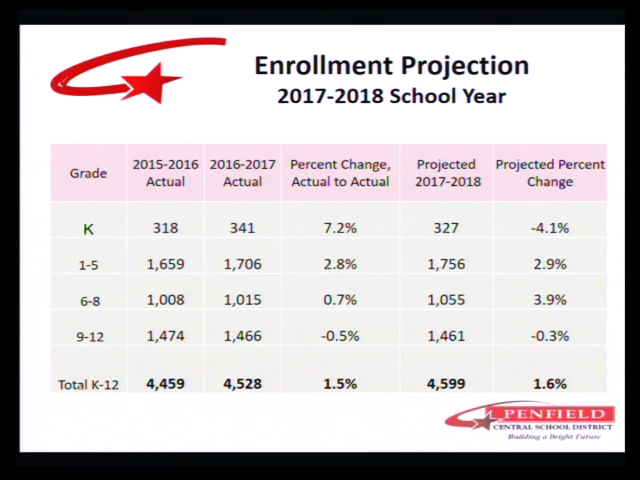 Enrollment Projection
2017-2018 School Year
Grade 2015-2016 Actual 2016-2017 Actual Percent Change, Actual to Actual Projected 2017-2018 Projected Percent Change
K 318 341 7.2% 327 -4.1%
1-5 1,659 1,706 2.8% 1,756 2.9%
6-8 1,008 1,015 0.7% 1,055 3.9%
9-12 1,474 1,466 -0.5% 1,461 -0.3%
Total K-12 4,459 4,528 1.5% 4,599 1.6%
PENFIELD
CENTRAL SCHOOL DISTRICT
Building a Bright Future